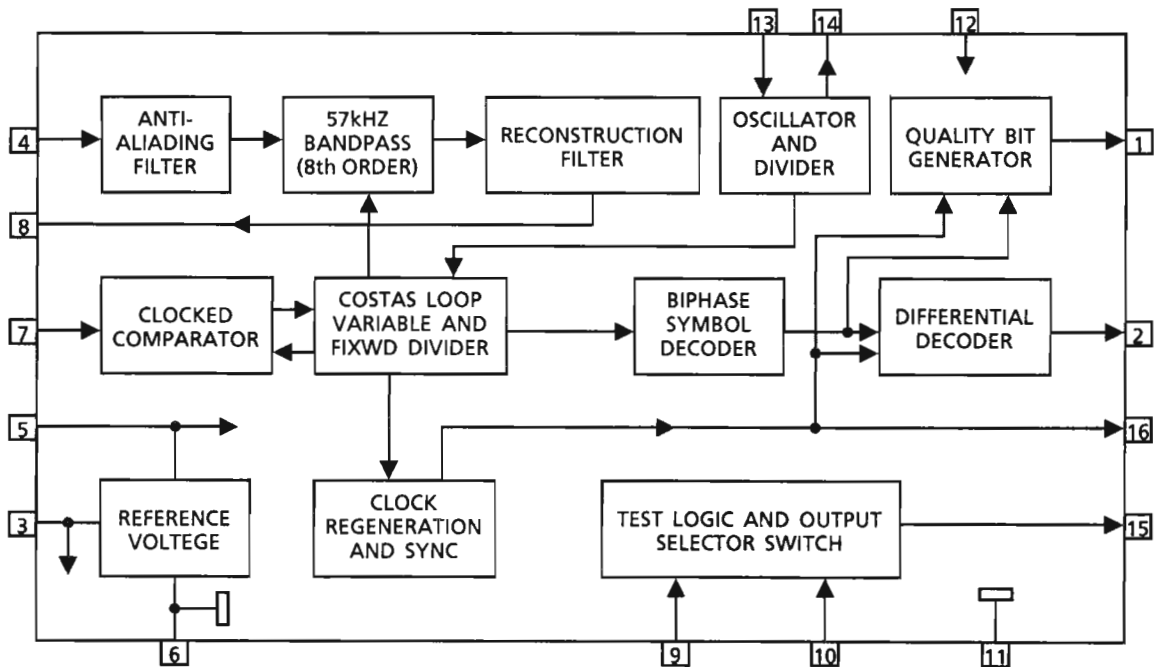 13
14
12
4
ANTI-
ALIADING
FILTER
57kHZ
BANDPASS
(8th ORDER)
RECONSTRUCTION
FILTER
OSCILLATOR
AND
DIVIDER
QUALITY BIT
GENERATOR
1
8
7
CLOCKED
COMPARATOR
COSTAS LOOP
VARIABLE AND
FIXWD DIVIDER
BIPHASE
SYMBOL
DECODER
DIFFERENTIAL
DECODER
2
5
16
3
REFERENCE
VOLTEGE
CLOCK
REGENERATION
AND SYNC
TEST LOGIC AND OUTPUT
SELECTOR SWITCH
15
6
9
10
11